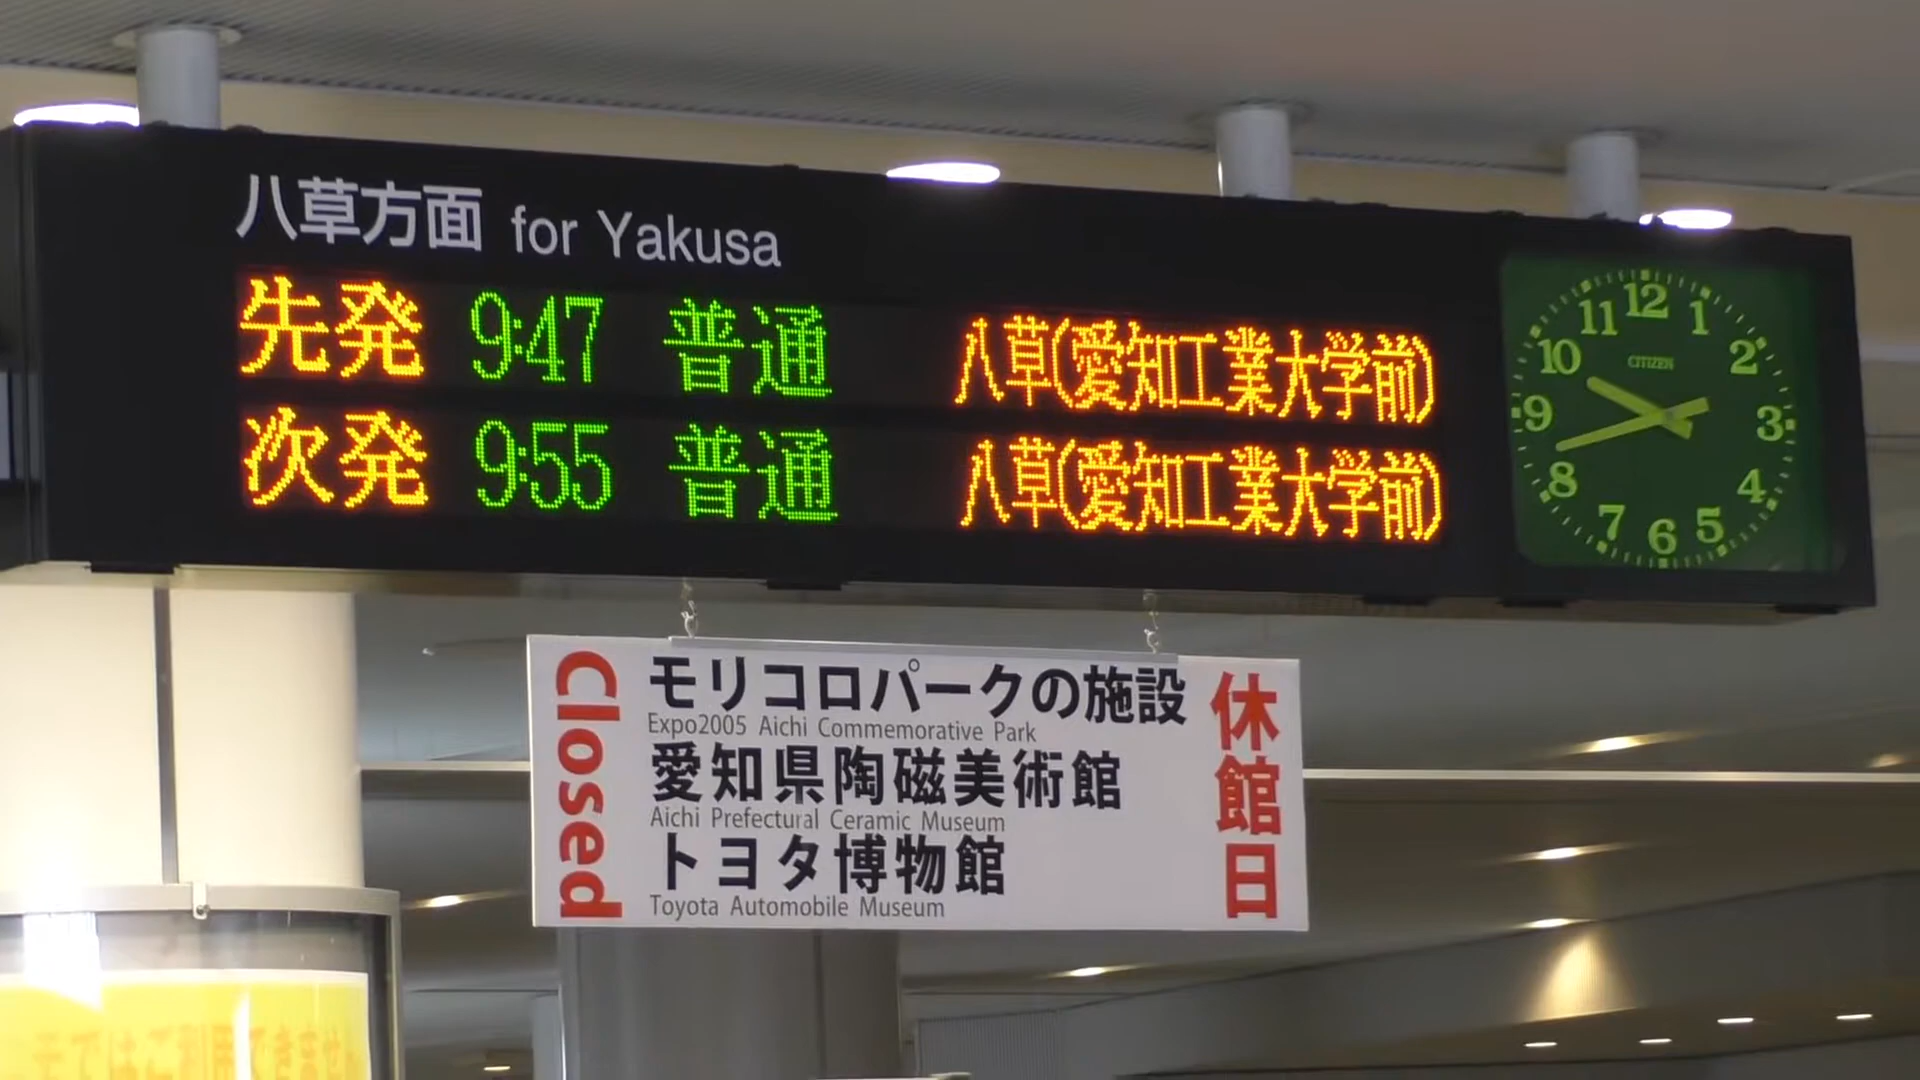 八草方面 for Yakusa
先発 9:47 普通 八草(愛知工業大学前)
次発 9:55 普通 八草(愛知工業大学前)
12
11 1
10 2
CITIZEN
9 3
8 4
7 6 5
Closed
モリコロパークの施設
Expo2005 Aichi Commemorative Park
愛知県陶磁美術館
Aichi Prefectural Ceramic Museum
トヨタ博物館
Toyota Automobile Museum
休館日